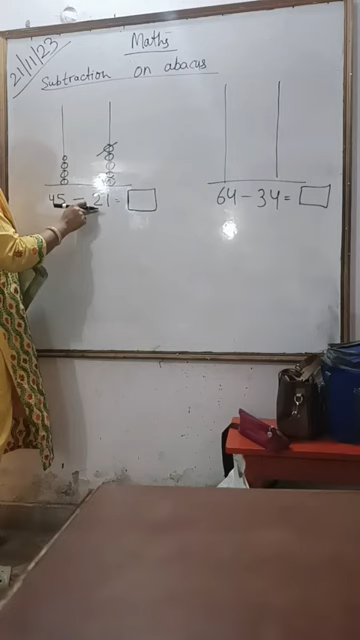 21/11/23
Maths
Subtraction on abacus
45 - 21 = 
64 - 34 =